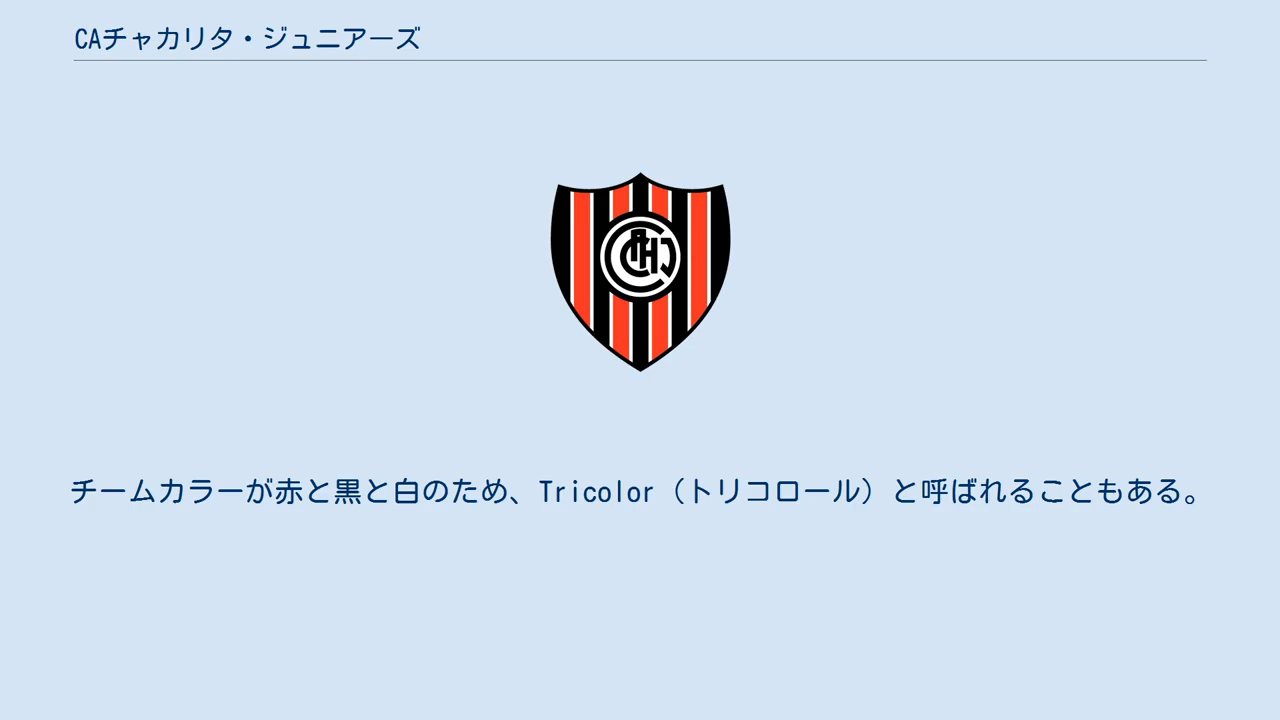 CAチャカリタ・ジュニアーズ
CACHJ
チームカラーが赤と黒と白のため、Tricolor（トリコロール）と呼ばれることもある。